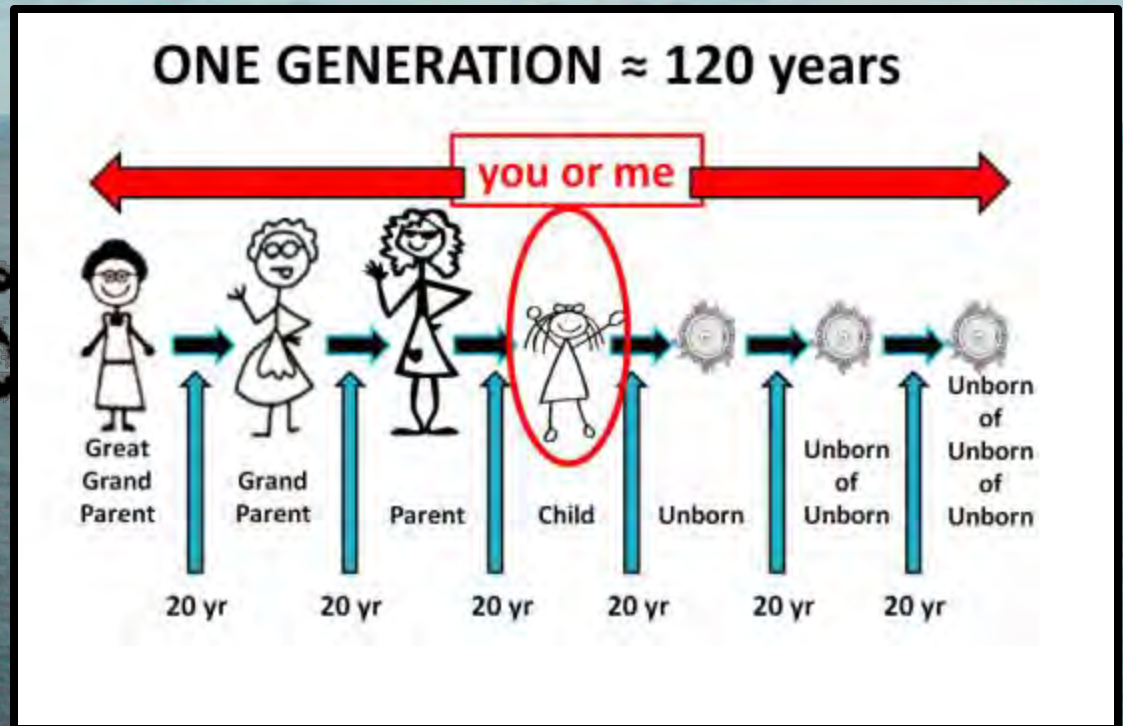 ONE GENERATION ≈ 120 years
you or me
Great
Grand
Parent
Grand
Parent
Parent
Child
Unborn
Unborn
of
Unborn
Unborn
of
Unborn
of
Unborn
20 yr
20 yr
20 yr
20 yr
20 yr
20 yr